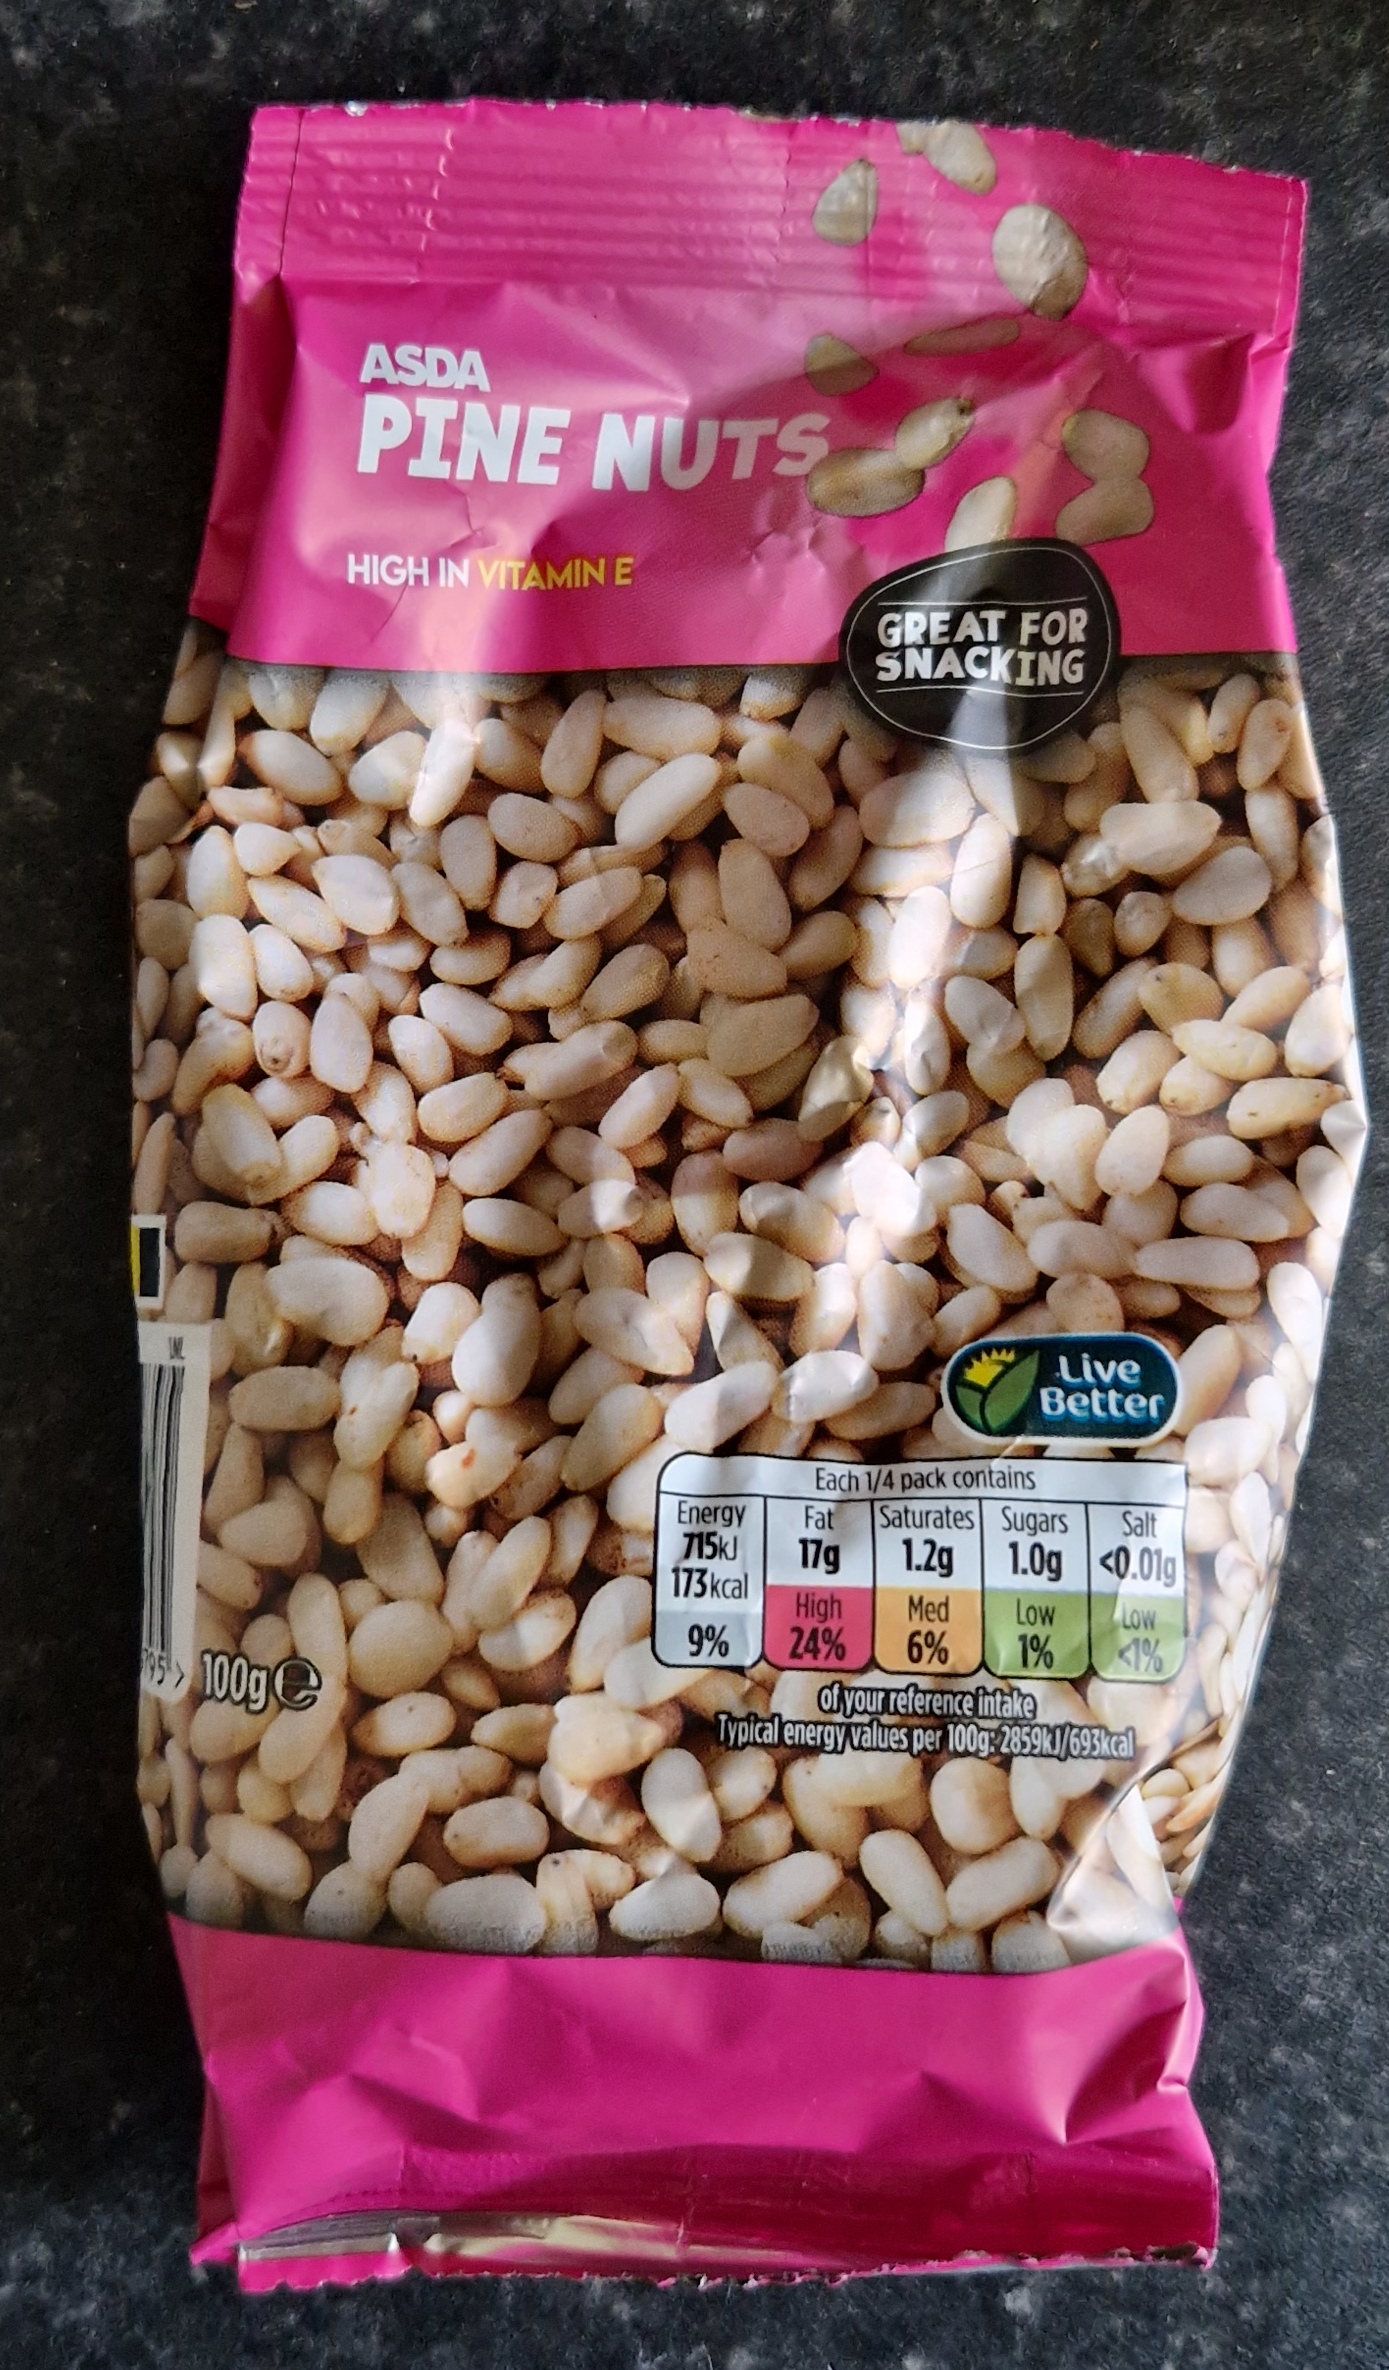 ASDA
PINE NUTS
HIGH IN VITAMIN E
GREAT FOR
SNACKING
Live
Better
Each 1/4 pack contains
Energy
715kJ
173kcal
9%
Fat
17g
High
24%
Saturates
1.2g
Med
6%
Sugars
1.0g
Low
1%
Salt
<0.01g
Low
<1%
of your reference intake
Typical energy values per 100g: 2859kJ/693kcal
795 >
100g e